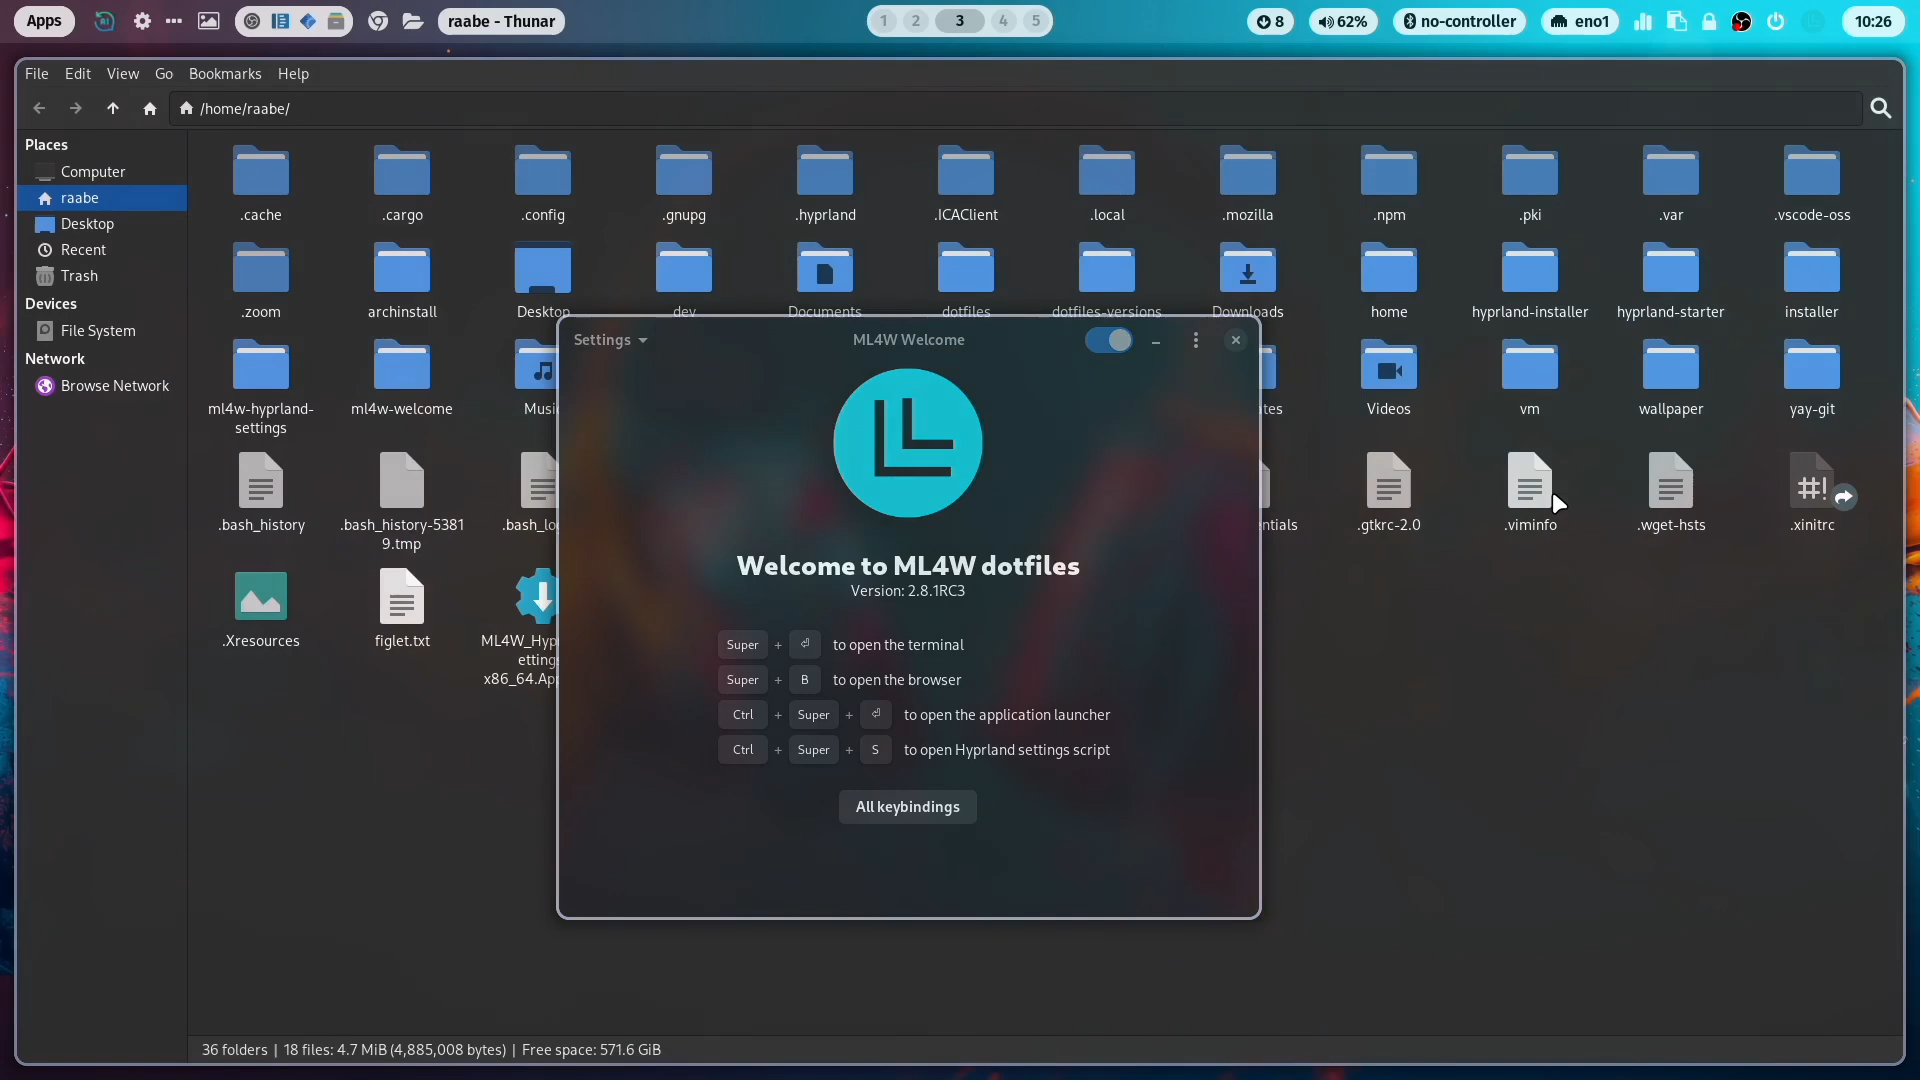 Apps
AI
raabe - Thunar
1 2 3 4 5
8
62%
no-controller
eno1
10:26
File Edit View Go Bookmarks Help
/home/raabe/
Places
Computer
raabe
Desktop
Recent
Trash
Devices
File System
Network
Browse Network
.cache .cargo .config .gnupg .hyprland .ICAClient .local .mozilla .npm .pki .var .vscode-oss
.zoom archinstall Desktop dev Documents dotfiles dotfiles-versions Downloads home hyprland-installer hyprland-starter installer
ml4w-hyprland-
settings
ml4w-welcome Musi ates Videos vm wallpaper yay-git
.bash_history .bash_history-5381
9.tmp
.bash_lo entials .gtkrc-2.0 .viminfo .wget-hsts .xinitrc
.Xresources figlet.txt ML4W_Hyp
etting
x86_64.Ap
Settings ML4W Welcome
Welcome to ML4W dotfiles
Version: 2.8.1RC3
Super + ⏎ to open the terminal
Super + B to open the browser
Ctrl + Super + ⏎ to open the application launcher
Ctrl + Super + S to open Hyprland settings script
All keybindings
36 folders | 18 files: 4.7 MiB (4,885,008 bytes) | Free space: 571.6 GiB